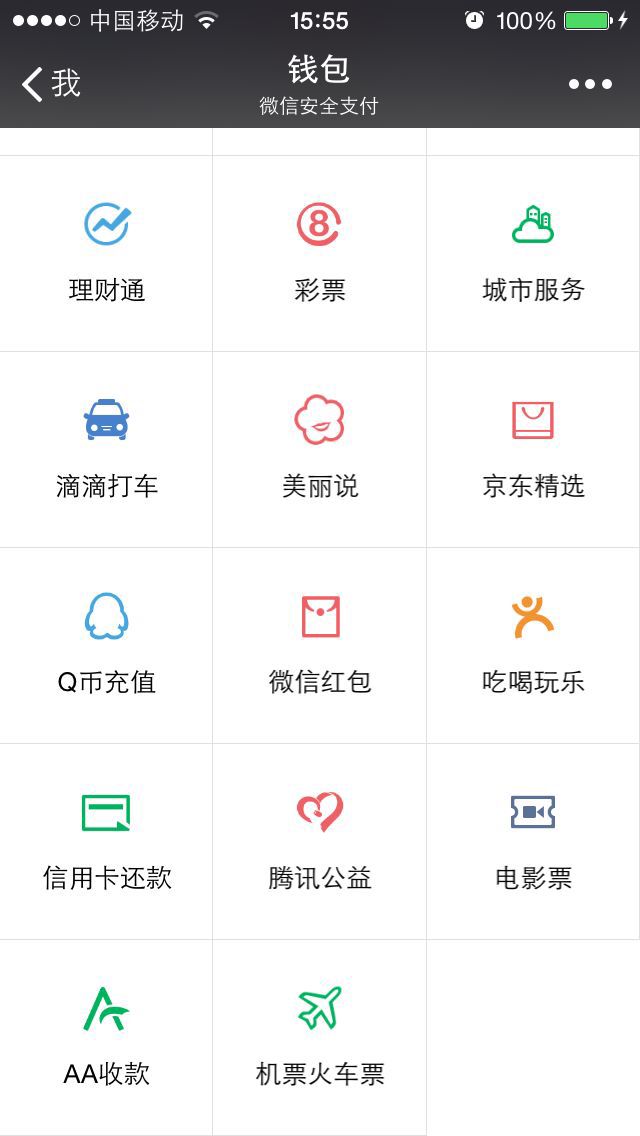 中国移动 15:55 100%
我 钱包
微信安全支付
理财通 彩票 城市服务
滴滴打车 美丽说 京东精选
Q币充值 微信红包 吃喝玩乐
信用卡还款 腾讯公益 电影票
AA收款 机票火车票